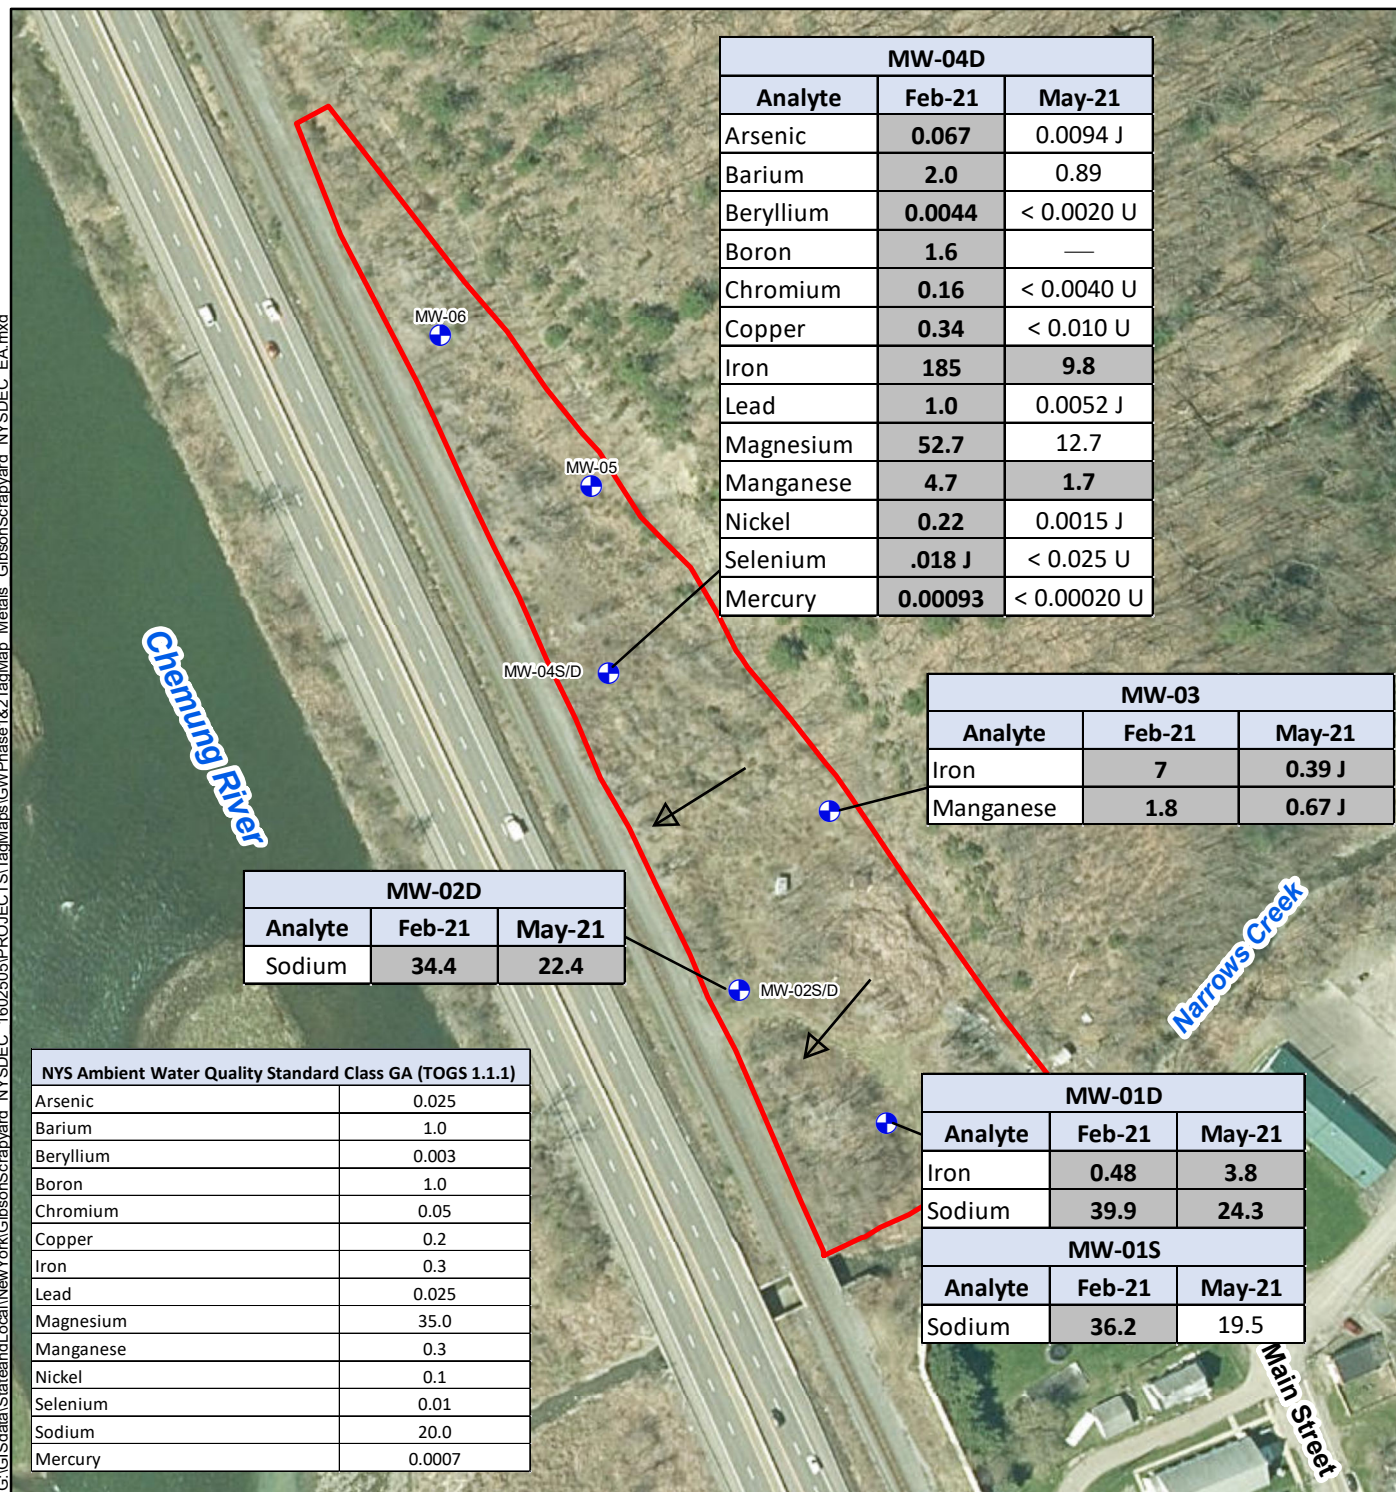 MW-04D
Analyte Feb-21 May-21
Arsenic 0.067 0.0094 J
Barium 2.0 0.89
Beryllium 0.0044 < 0.0020 U
Boron 1.6 —
Chromium 0.16 < 0.0040 U
Copper 0.34 < 0.010 U
Iron 185 9.8
Lead 1.0 0.0052 J
Magnesium 52.7 12.7
Manganese 4.7 1.7
Nickel 0.22 0.0015 J
Selenium .018 J < 0.025 U
Mercury 0.00093 < 0.00020 U
MW-06
MW-05
MW-04S/D
Chemung River
MW-03
Analyte Feb-21 May-21
Iron 7 0.39 J
Manganese 1.8 0.67 J
MW-02D
Analyte Feb-21 May-21
Sodium 34.4 22.4
MW-02S/D
Narrows Creek
NYS Ambient Water Quality Standard Class GA (TOGS 1.1.1)
Arsenic 0.025
Barium 1.0
Beryllium 0.003
Boron 1.0
Chromium 0.05
Copper 0.2
Iron 0.3
Lead 0.025
Magnesium 35.0
Manganese 0.3
Nickel 0.1
Selenium 0.01
Sodium 20.0
Mercury 0.0007
MW-01D
Analyte Feb-21 May-21
Iron 0.48 3.8
Sodium 39.9 24.3
MW-01S
Analyte Feb-21 May-21
Sodium 36.2 19.5
Main Street